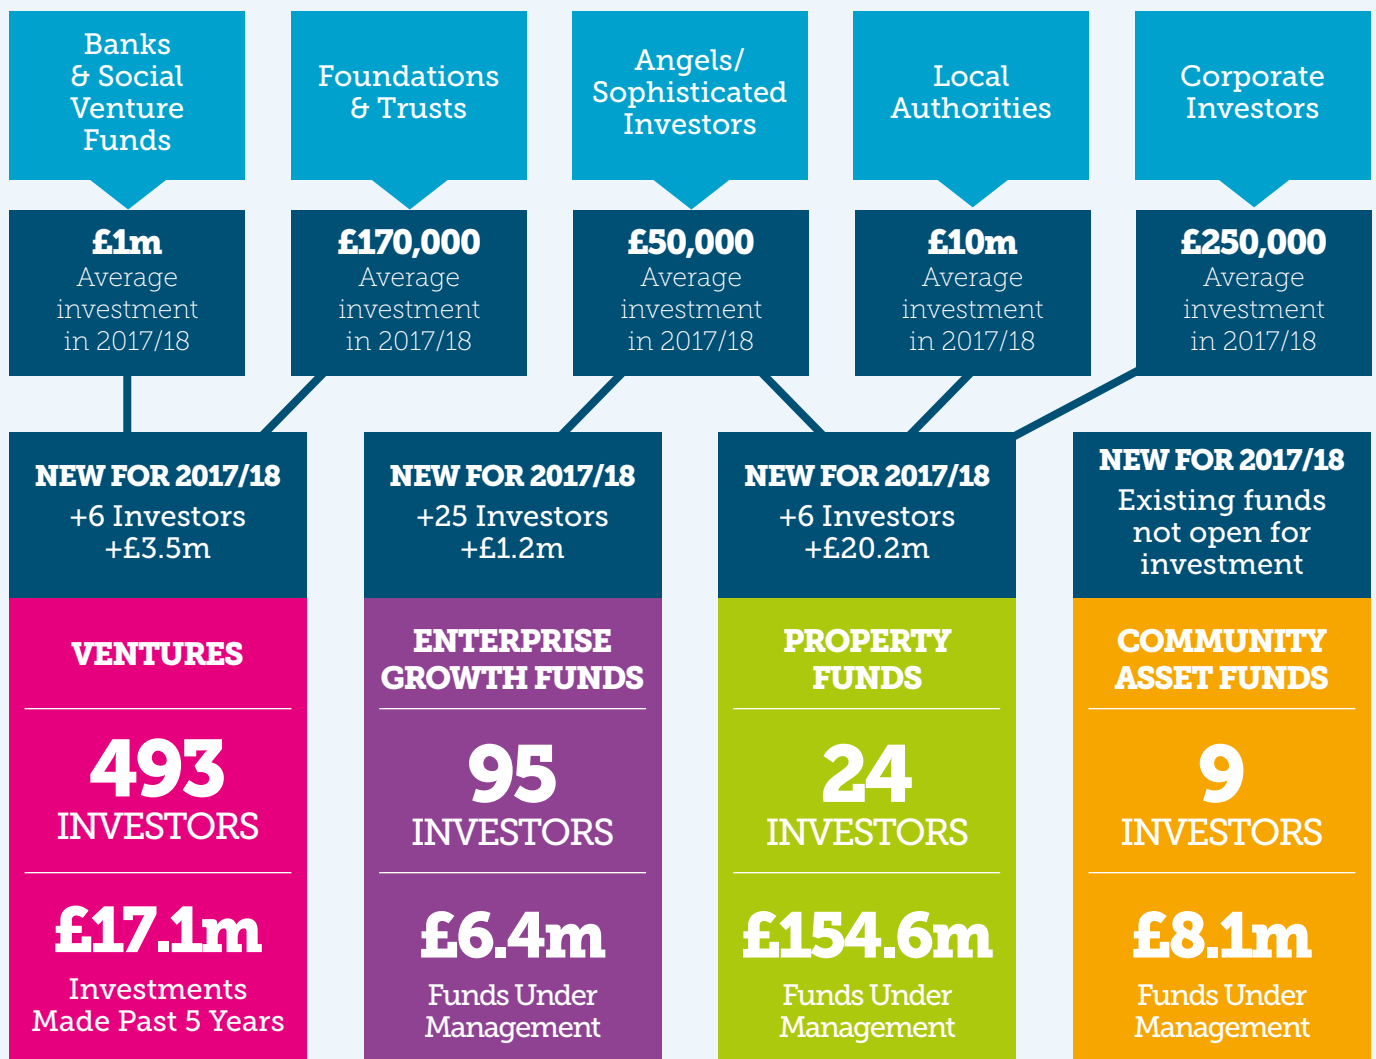 Banks
& Social
Venture
Funds
Foundations
& Trusts
Angels/
Sophisticated
Investors
Local
Authorities
Corporate
Investors
£1m
Average
investment
in 2017/18
£170,000
Average
investment
in 2017/18
£50,000
Average
investment
in 2017/18
£10m
Average
investment
in 2017/18
£250,000
Average
investment
in 2017/18
NEW FOR 2017/18
+6 Investors
+£3.5m
NEW FOR 2017/18
+25 Investors
+£1.2m
NEW FOR 2017/18
+6 Investors
+£20.2m
NEW FOR 2017/18
Existing funds
not open for
investment
VENTURES
493
INVESTORS
£17.1m
Investments
Made Past 5 Years
ENTERPRISE
GROWTH FUNDS
95
INVESTORS
£6.4m
Funds Under
Management
PROPERTY
FUNDS
24
INVESTORS
£154.6m
Funds Under
Management
COMMUNITY
ASSET FUNDS
9
INVESTORS
£8.1m
Funds Under
Management